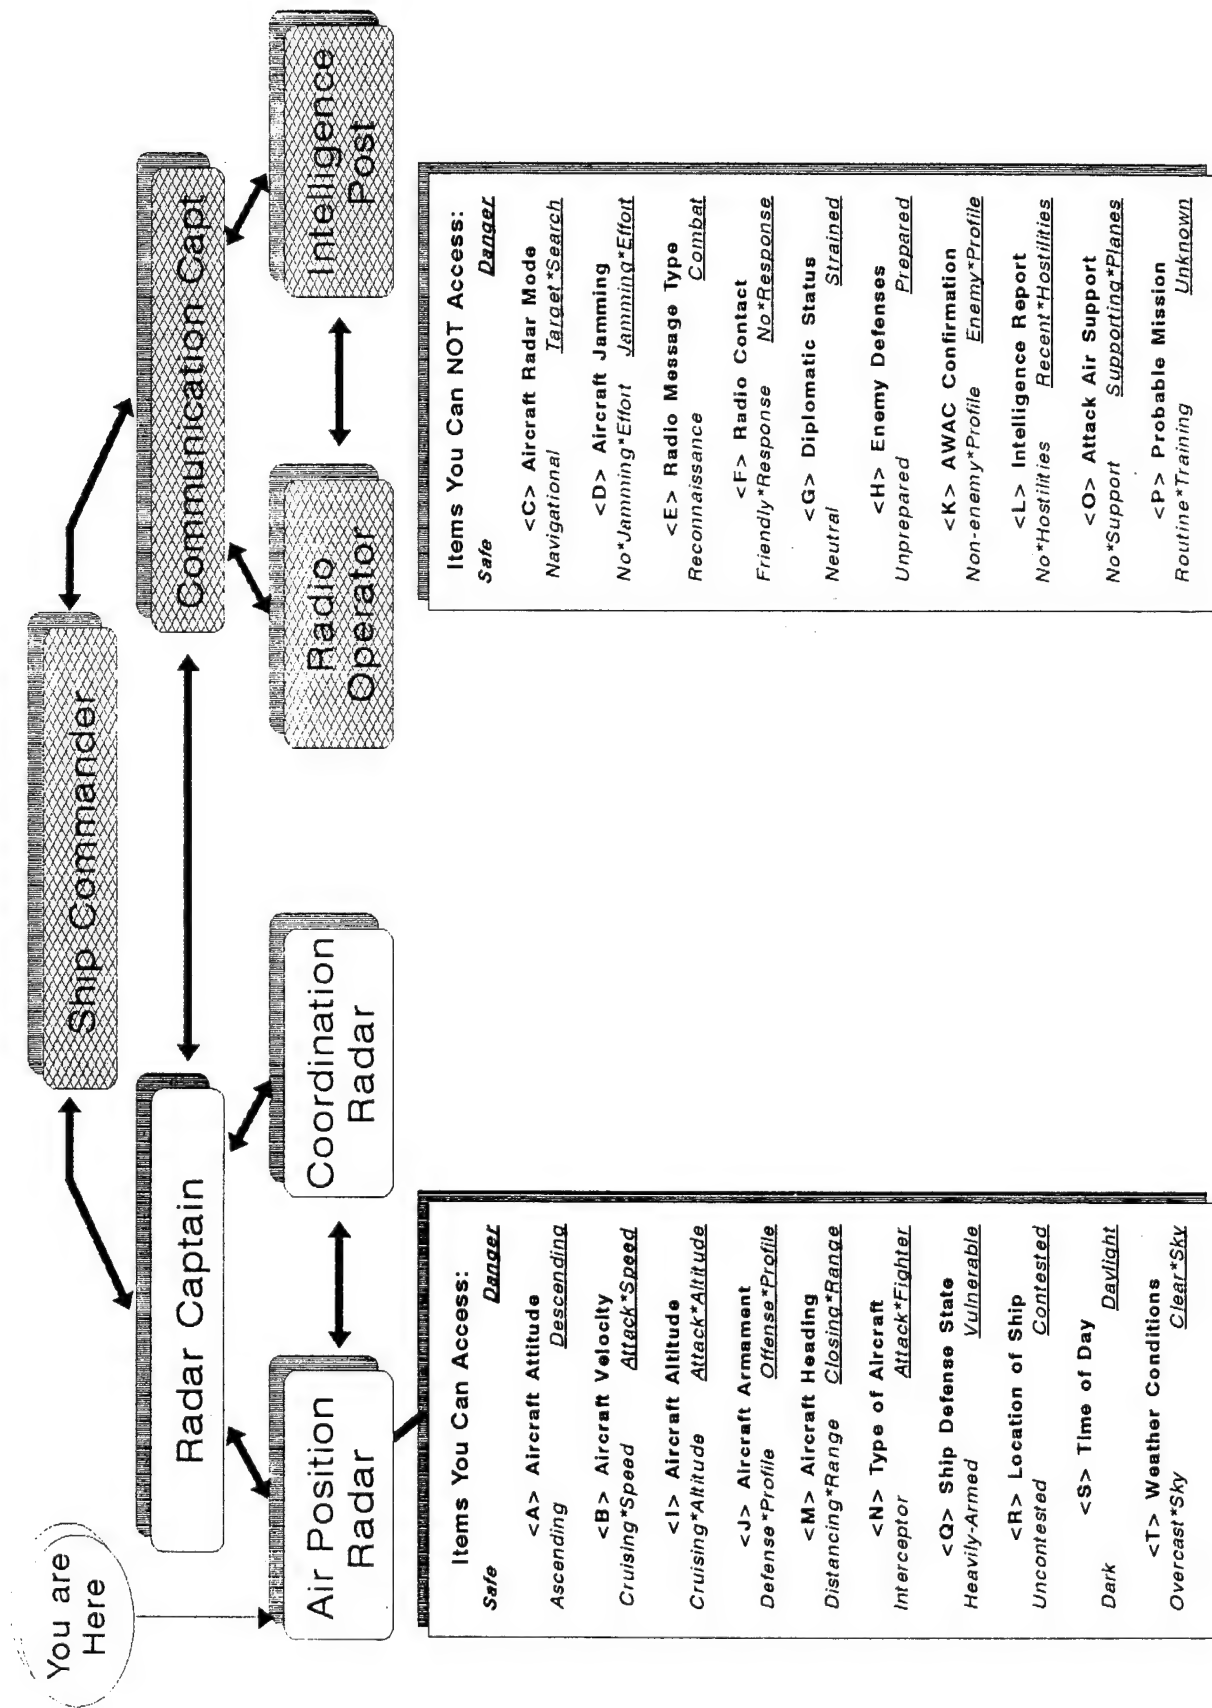 You are
Here
Ship Commander
Radar Captain
Communication Capt
Air Position
Radar
Coordination
Radar
Radio
Operator
Intelligence
Post
Items You Can Access:
Safe Danger
<A> Aircraft Attitude
Ascending Descending
<B> Aircraft Velocity
Cruising*Speed Attack*Speed
<I> Aircraft Altitude
Cruising*Altitude Attack*Altitude
<J> Aircraft Armament
Defense*Profile Offense*Profile
<M> Aircraft Heading
Distancing*Range Closing*Range
<N> Type of Aircraft
Interceptor Attack*Fighter
<Q> Ship Defense State
Heavily-Armed Vulnerable
<R> Location of Ship
Uncontested Contested
<S> Time of Day
Dark Daylight
<T> Weather Conditions
Overcast*Sky Clear*Sky
Items You Can NOT Access:
Safe Danger
<C> Aircraft Radar Mode
Navigational Target*Search
<D> Aircraft Jamming
No*Jamming*Effort Jamming*Effort
<E> Radio Message Type
Reconnaissance Combat
<F> Radio Contact
Friendly*Response No*Response
<G> Diplomatic Status
Neutral Strained
<H> Enemy Defenses
Unprepared Prepared
<K> AWAC Confirmation
Non-enemy*Profile Enemy*Profile
<L> Intelligence Report
No*Hostilities Recent*Hostilities
<O> Attack Air Support
No*Support Supporting*Planes
<P> Probable Mission
Routine*Training Unknown